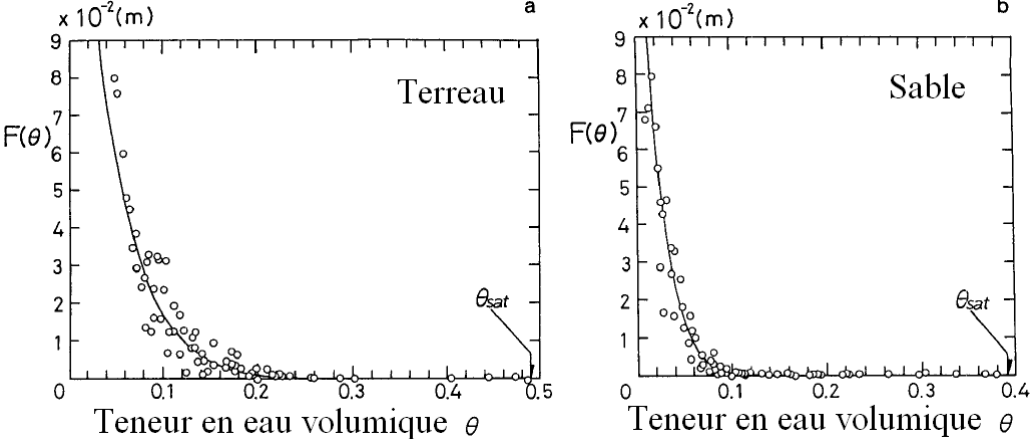 x 10⁻²(m)
a
9
8
7
6
5
4
3
2
1
0
F(θ)
Terreau
θsat
0.1
0.2
0.3
0.4
0.5
Teneur en eau volumique θ
x 10⁻²(m)
b
9
8
7
6
5
4
3
2
1
0
F(θ)
Sable
θsat
0.1
0.2
0.3
0.4
Teneur en eau volumique θ